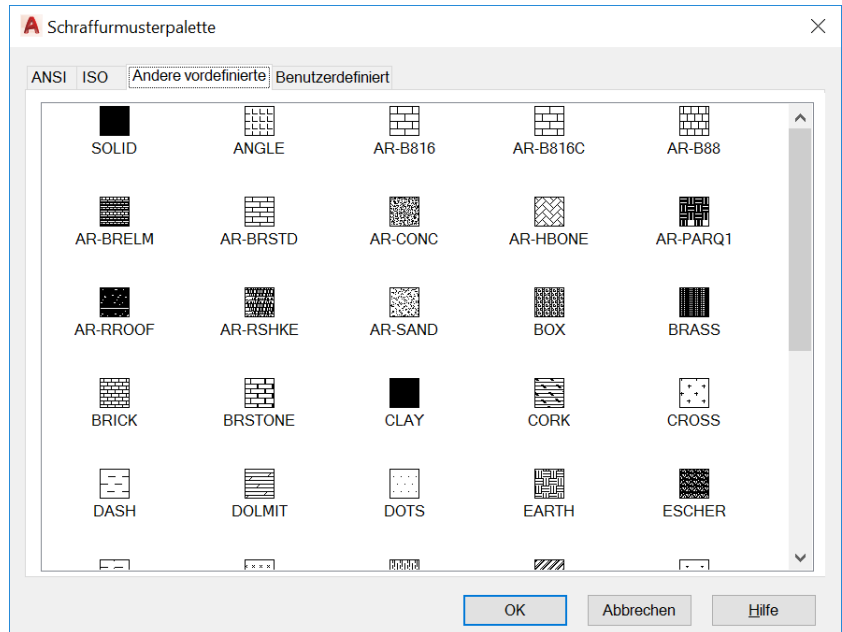 Schraffurmusterpalette
ANSI ISO Andere vordefinierte Benutzerdefiniert
SOLID ANGLE AR-B816 AR-B816C AR-B88
AR-BRELM AR-BRSTD AR-CONC AR-HBONE AR-PARQ1
AR-RROOF AR-RSHKE AR-SAND BOX BRASS
BRICK BRSTONE CLAY CORK CROSS
DASH DOLMIT DOTS EARTH ESCHER
OK Abbrechen Hilfe